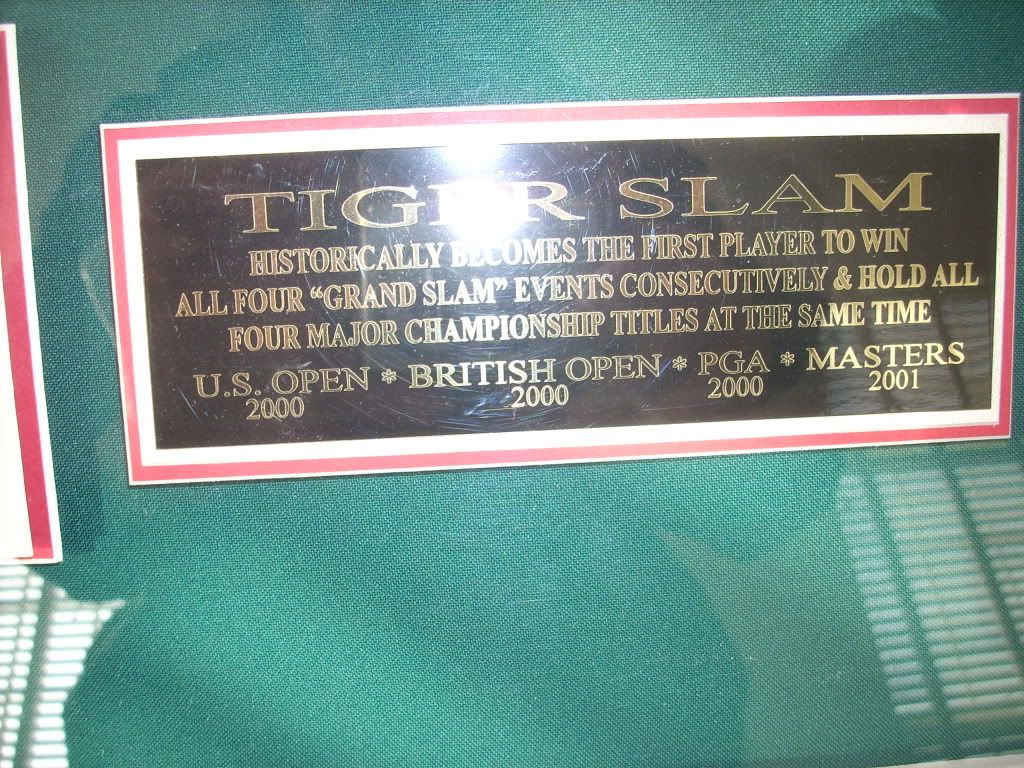 TIGER SLAM
HISTORICALLY BECOMES THE FIRST PLAYER TO WIN
ALL FOUR “GRAND SLAM” EVENTS CONSECUTIVELY & HOLD ALL
FOUR MAJOR CHAMPIONSHIP TITLES AT THE SAME TIME
U.S. OPEN * BRITISH OPEN * PGA * MASTERS
2000 2000 2000 2001